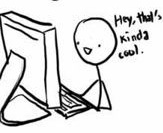 Hey, that's
kinda
cool.